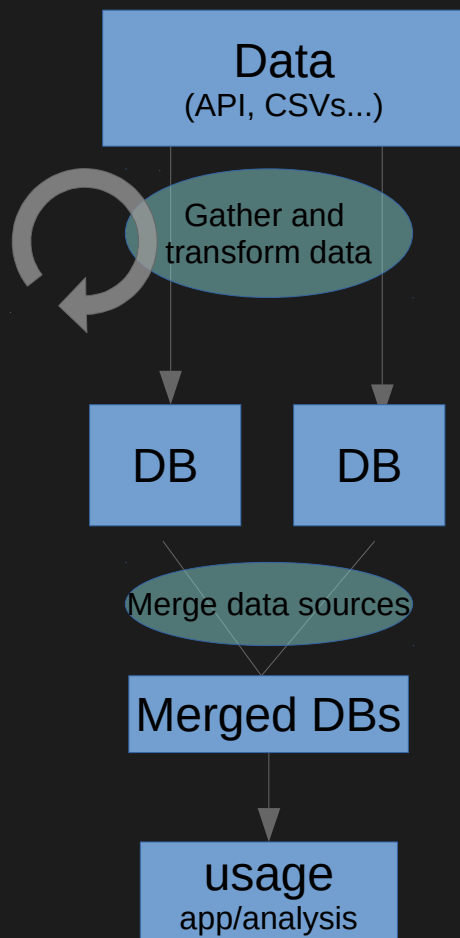 Data
(API, CSVs...)
Gather and
transform data
DB
DB
Merge data sources
Merged DBs
usage
app/analysis